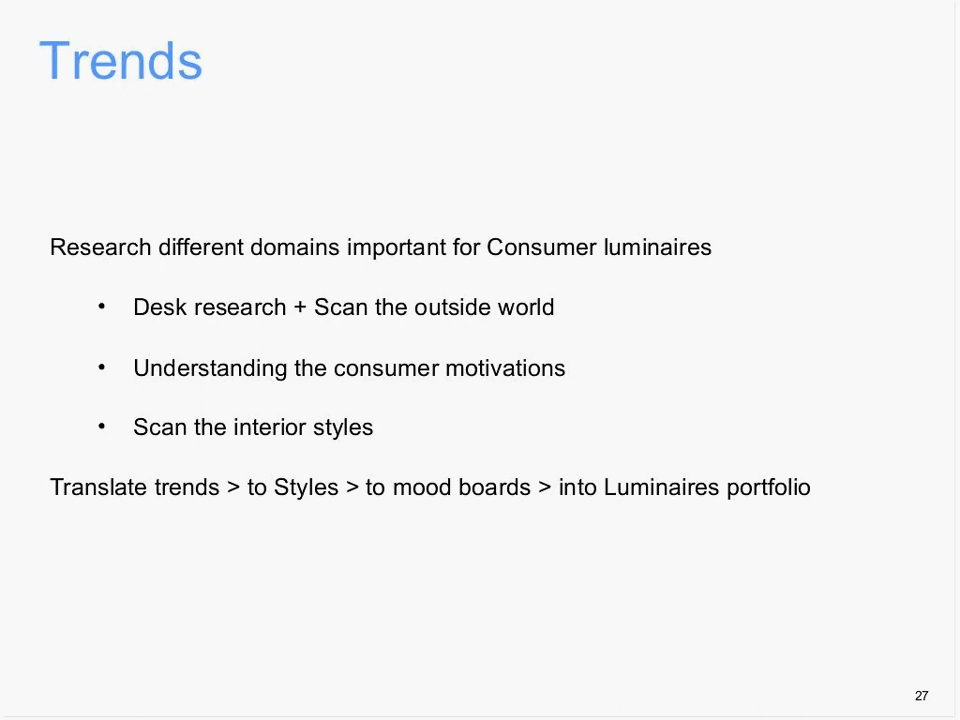 Trends
Research different domains important for Consumer luminaires
• Desk research + Scan the outside world
• Understanding the consumer motivations
• Scan the interior styles
Translate trends > to Styles > to mood boards > into Luminaires portfolio
27